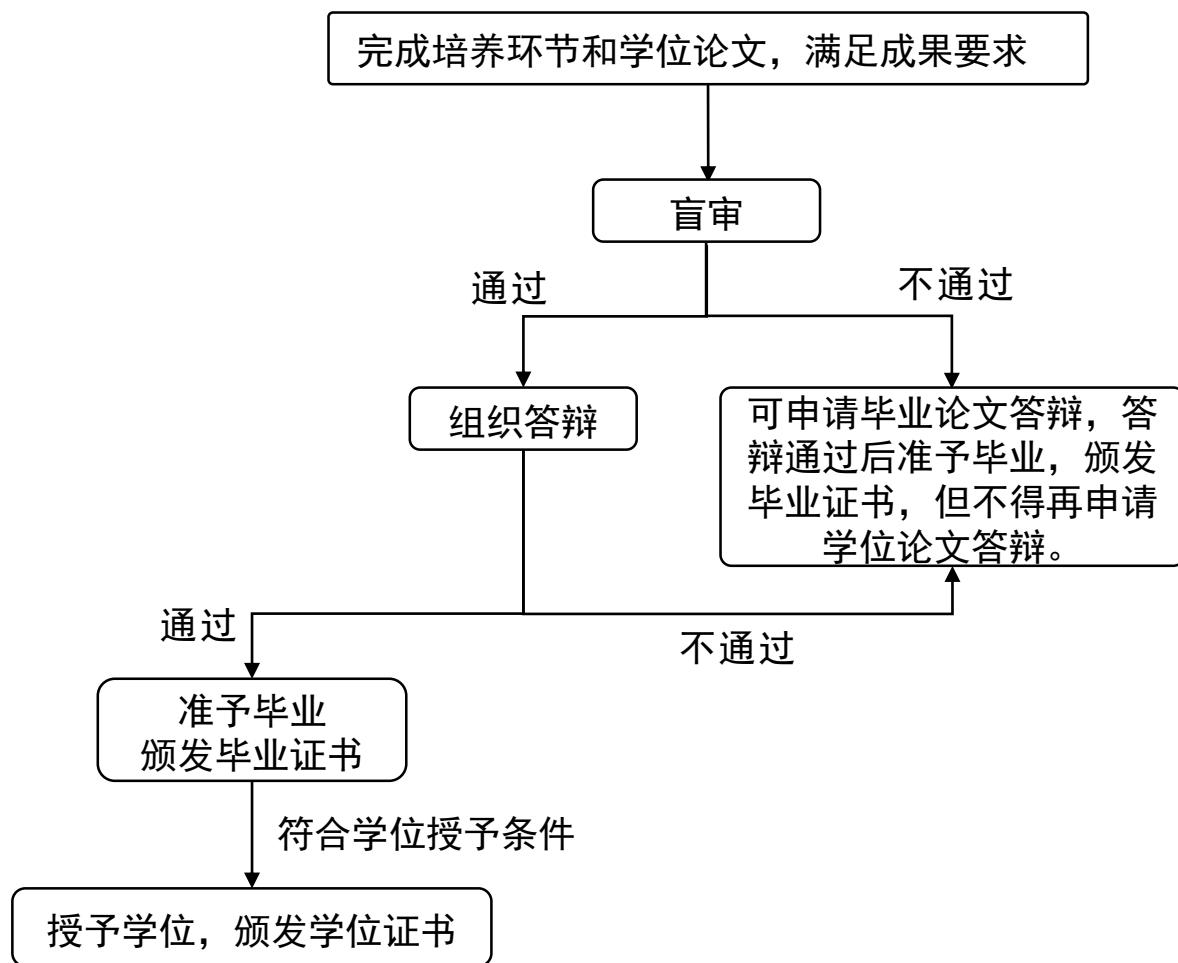 完成培养环节和学位论文，满足成果要求
盲审
通过
不通过
组织答辩
可申请毕业论文答辩，答
辩通过后准予毕业，颁发
毕业证书，但不得再申请
学位论文答辩。
通过
不通过
准予毕业
颁发毕业证书
符合学位授予条件
授予学位，颁发学位证书